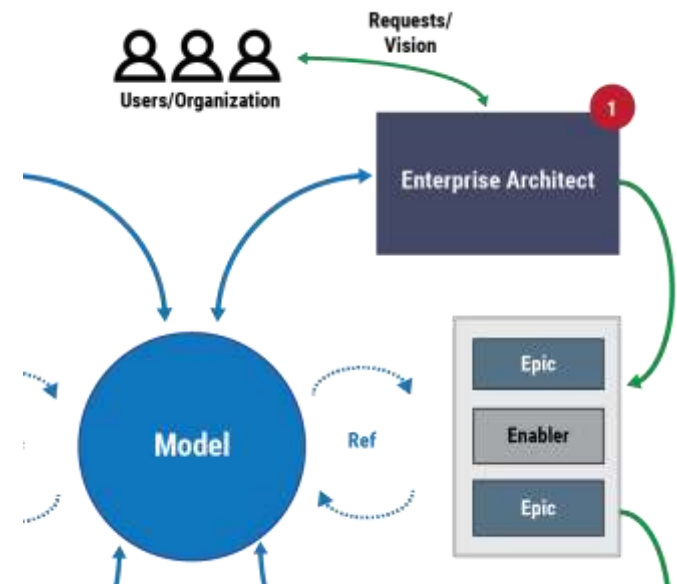 Requests/
Vision
Users/Organization
1
Enterprise Architect
Epic
Model
Ref
Enabler
Epic